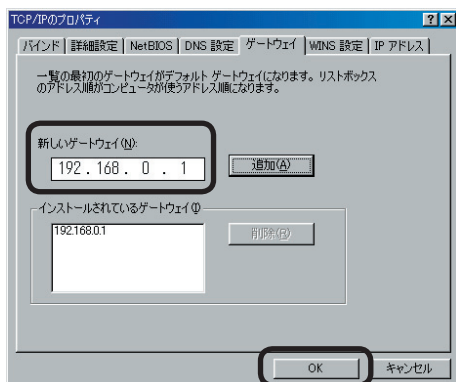 TCP/IPのプロパティ
バインド 詳細設定 NetBIOS DNS 設定 ゲートウェイ WINS 設定 IP アドレス
一覧の最初のゲートウェイがデフォルト ゲートウェイになります。リストボックス
のアドレス順がコンピュータが使うアドレス順になります。
新しいゲートウェイ(N):
192 . 168 . 0 . 1
追加(A)
インストールされているゲートウェイ(I)
192.168.0.1
削除(R)
OK
キャンセル